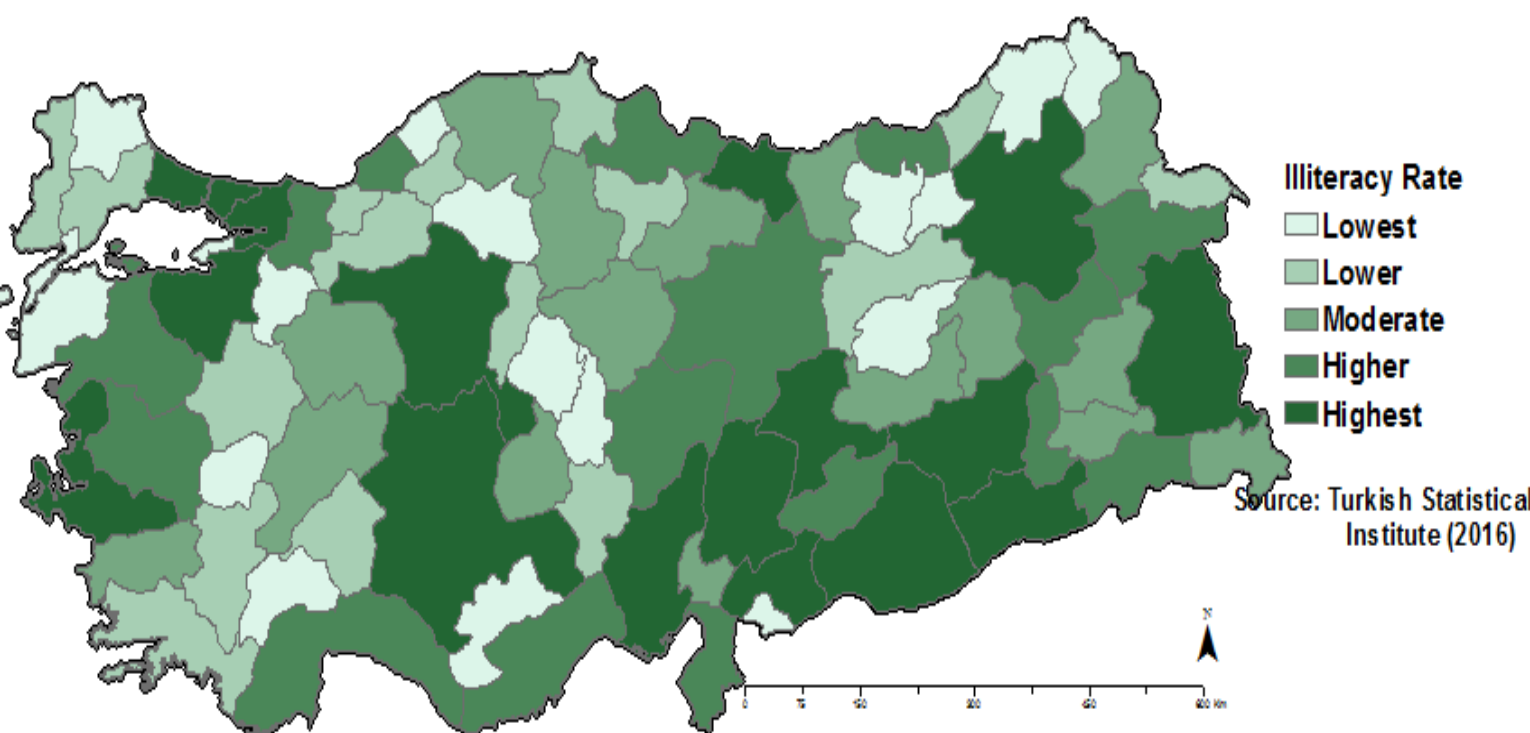 Illiteracy Rate
Lowest
Lower
Moderate
Higher
Highest
Source: Turkish Statistical
Institute (2016)
N
0 75 150 300 450 600 Km